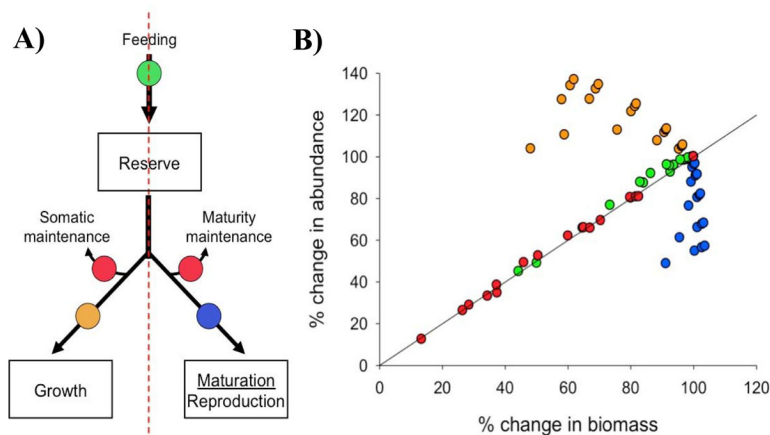 A)
Feeding
Reserve
Somatic
maintenance
Maturity
maintenance
Growth
Maturation
Reproduction
B)
% change in abundance
140
120
100
80
60
40
20
0
0 20 40 60 80 100 120
% change in biomass